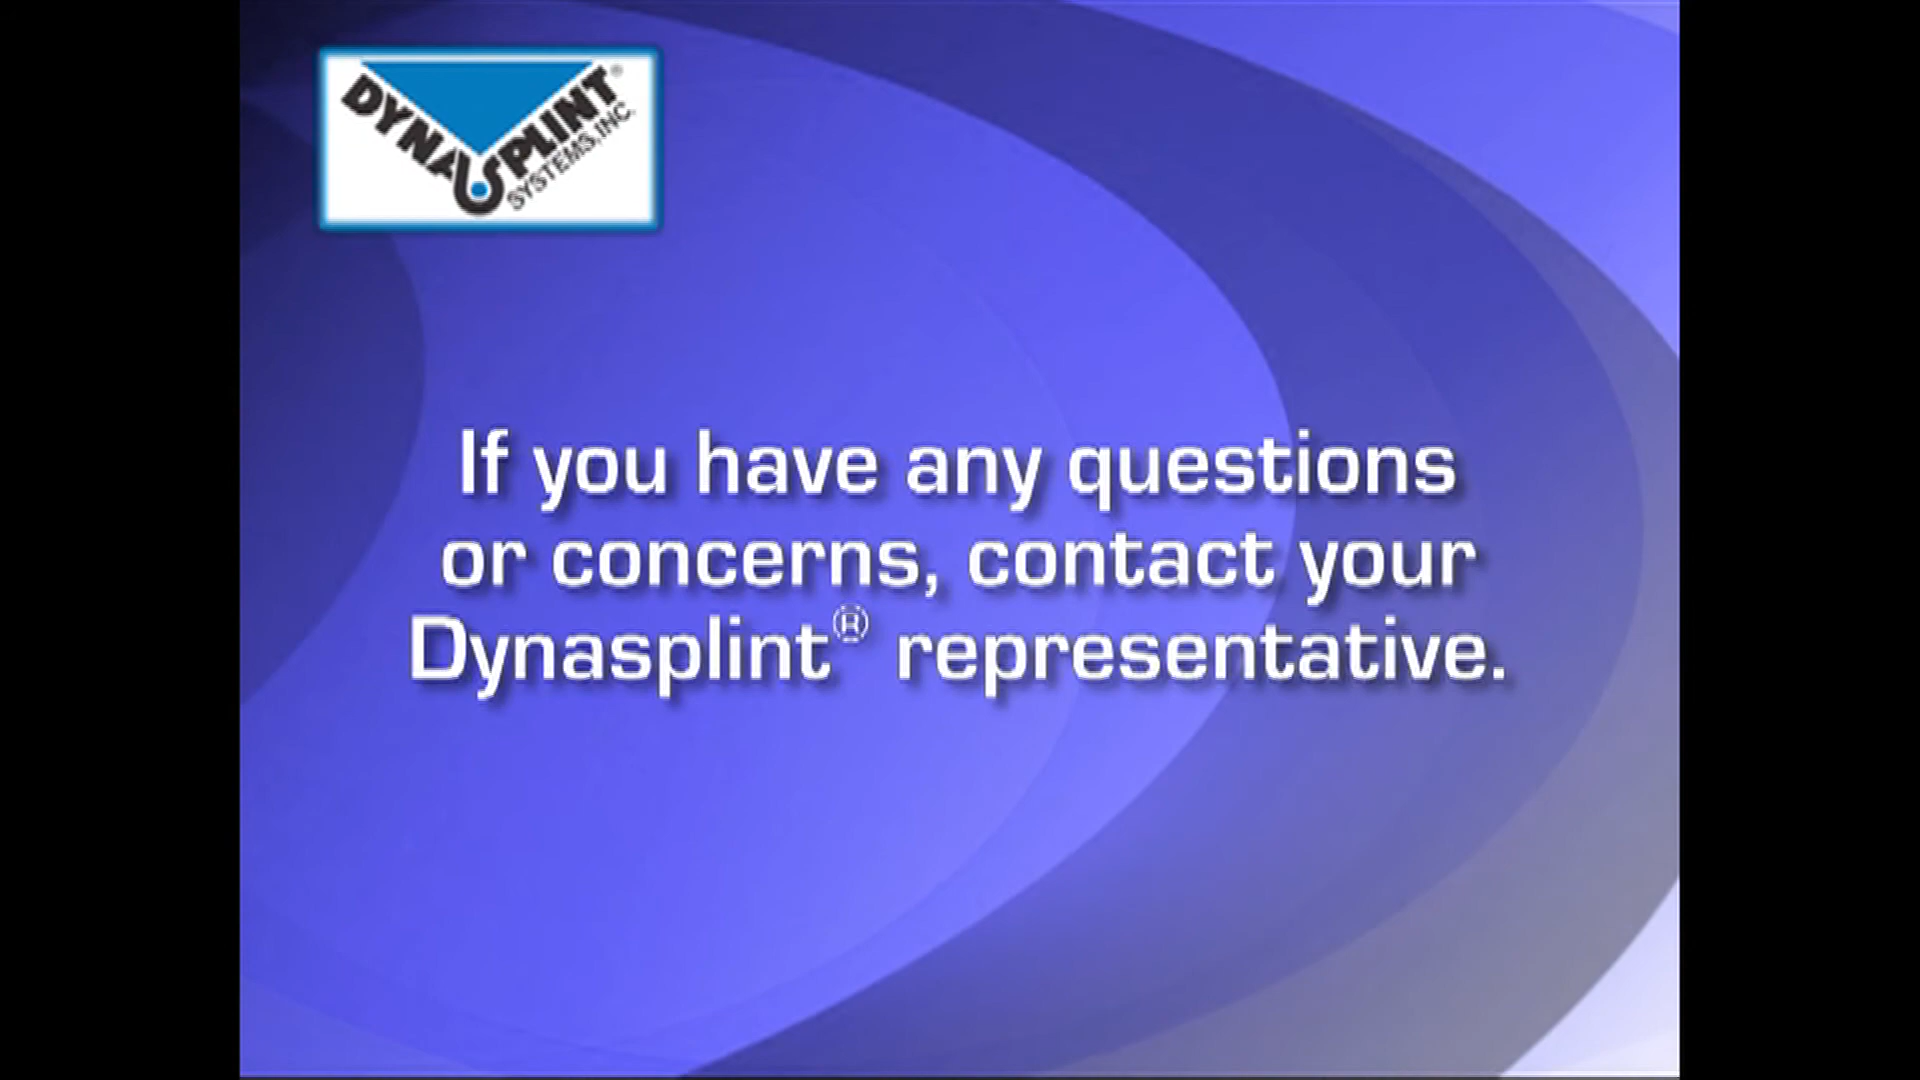 DYNASPLINT®
SYSTEMS, INC.
If you have any questions
or concerns, contact your
Dynasplint® representative.